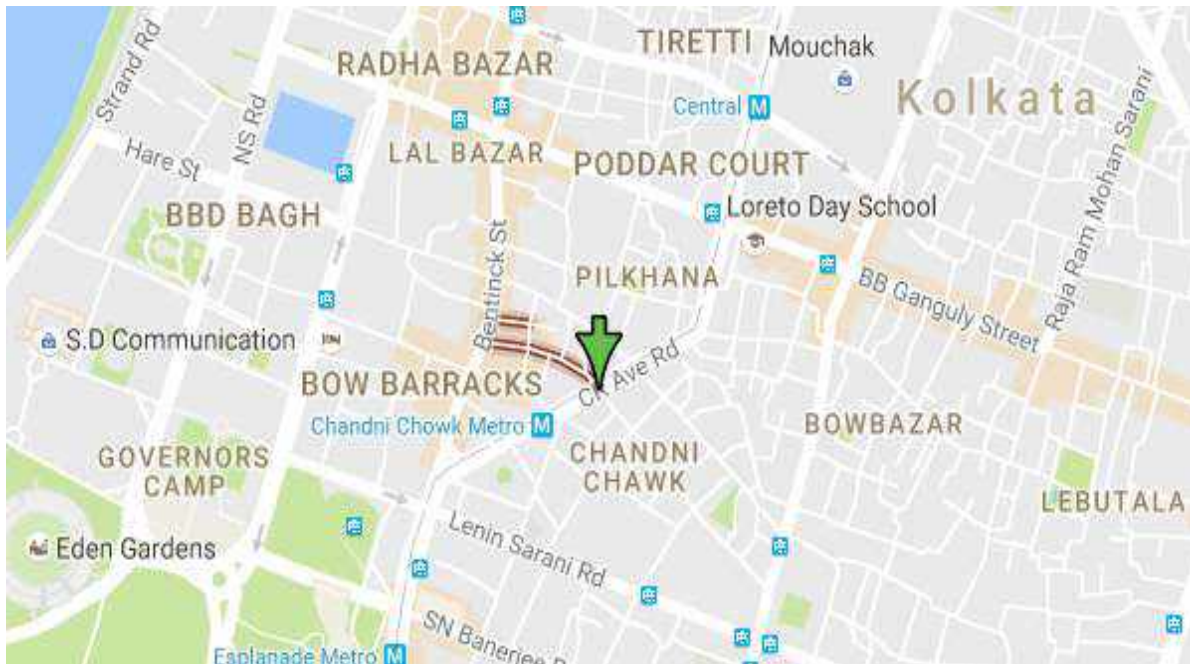 Strand Rd
RADHA BAZAR
TIRETTI
Mouchak
Kolkata
NS Rd
Central M
Hare St
LAL BAZAR
PODDAR COURT
Raja Ram Mohan Sarani
BBD BAGH
Loreto Day School
Bentinck St
PILKHANA
BB Ganguly Street
S.D Communication
BOW BARRACKS
CR Ave Rd
Chandni Chowk Metro M
BOWBAZAR
GOVERNORS
CAMP
CHANDNI
CHAWK
LEBUTALA
Lenin Sarani Rd
Eden Gardens
SN Banerjee
Esplanade Metro M